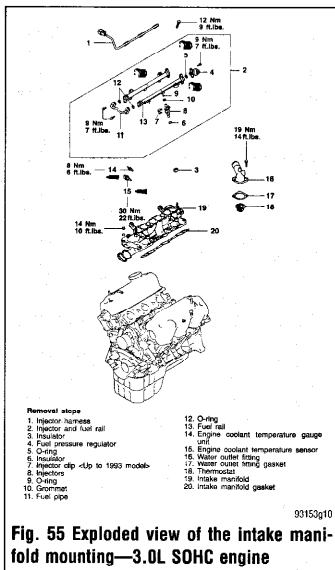 12 Nm
9 ft.lbs.
1
9 Nm
7 ft.lbs.
4
2
12
9
10
8
9 Nm
7 ft.lbs.
11
13
7
6
8 Nm
6 ft.lbs.
14
3
19 Nm
14 ft.lbs.
15
16
30 Nm
22 ft.lbs.
19
17
18
14 Nm
10 ft.lbs.
20
Removal steps
1. Injector harness
2. Injector and fuel rail
3. Insulator
4. Fuel pressure regulator
5. O-ring
6. Insulator
7. Injector clip <Up to 1993 model>
8. Injectors
9. O-ring
10. Grommet
11. Fuel pipe
12. O-ring
13. Fuel rail
14. Engine coolant temperature gauge
unit
15. Engine coolant temperature sensor
16. Water outlet fitting
17. Water outlet fitting gasket
18. Thermostat
19. Intake manifold
20. Intake manifold gasket
93153g10
Fig. 55 Exploded view of the intake mani-
fold mounting—3.0L SOHC engine